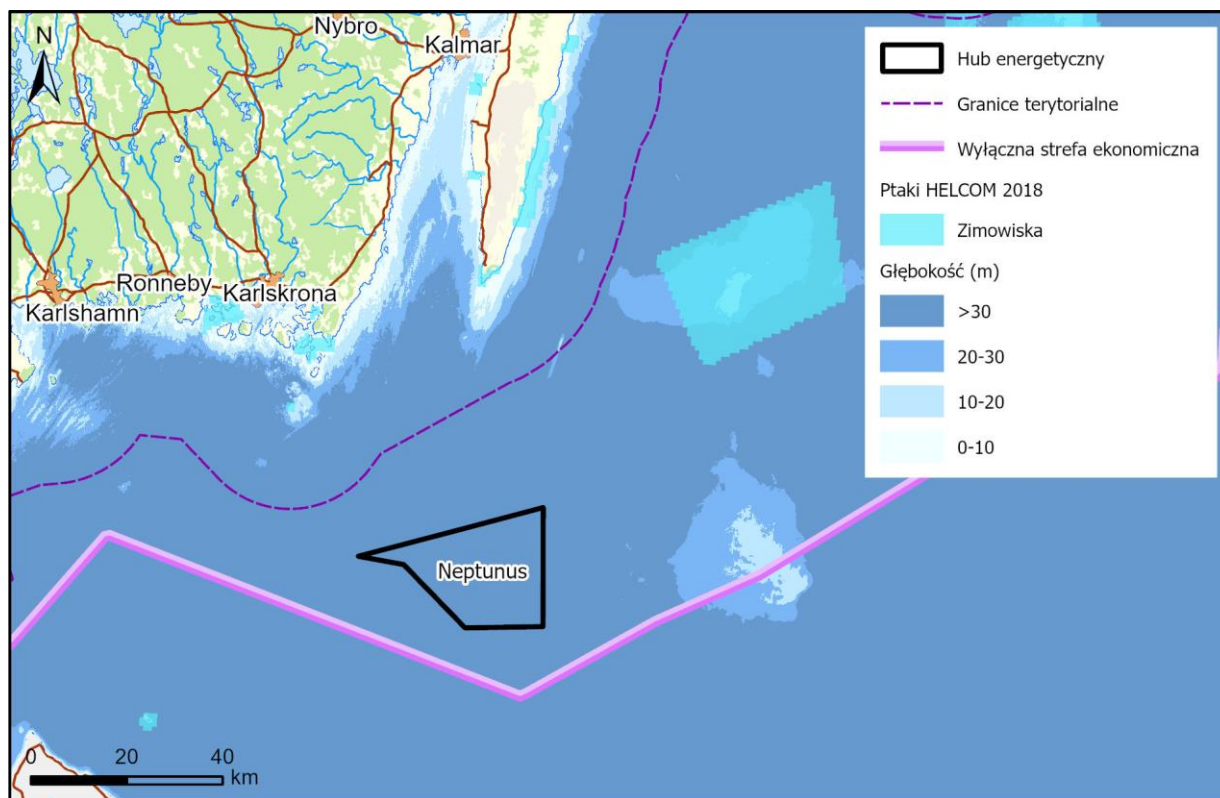 Nybro
Kalmar
N
Ronneby
Karlskrona
Karlshamn
Neptunus
0 20 40
km
Hub energetyczny
Granice terytorialne
Wyłączna strefa ekonomiczna
Ptaki HELCOM 2018
Zimowiska
Głębokość (m)
>30
20-30
10-20
0-10